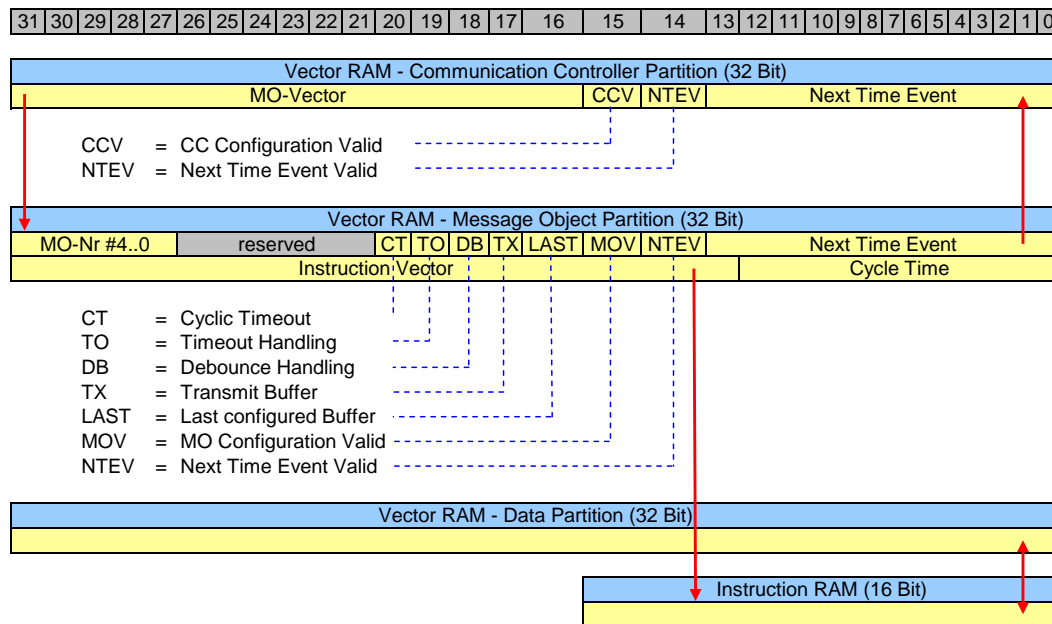 31 30 29 28 27 26 25 24 23 22 21 20 19 18 17 16 15 14 13 12 11 10 9 8 7 6 5 4 3 2 1 0
Vector RAM - Communication Controller Partition (32 Bit)
MO-Vector CCV NTEV Next Time Event
CCV = CC Configuration Valid
NTEV = Next Time Event Valid
Vector RAM - Message Object Partition (32 Bit)
MO-Nr #4..0 reserved CT TO DB TX LAST MOV NTEV Next Time Event
Instruction Vector Cycle Time
CT = Cyclic Timeout
TO = Timeout Handling
DB = Debounce Handling
TX = Transmit Buffer
LAST = Last configured Buffer
MOV = MO Configuration Valid
NTEV = Next Time Event Valid
Vector RAM - Data Partition (32 Bit)
Instruction RAM (16 Bit)